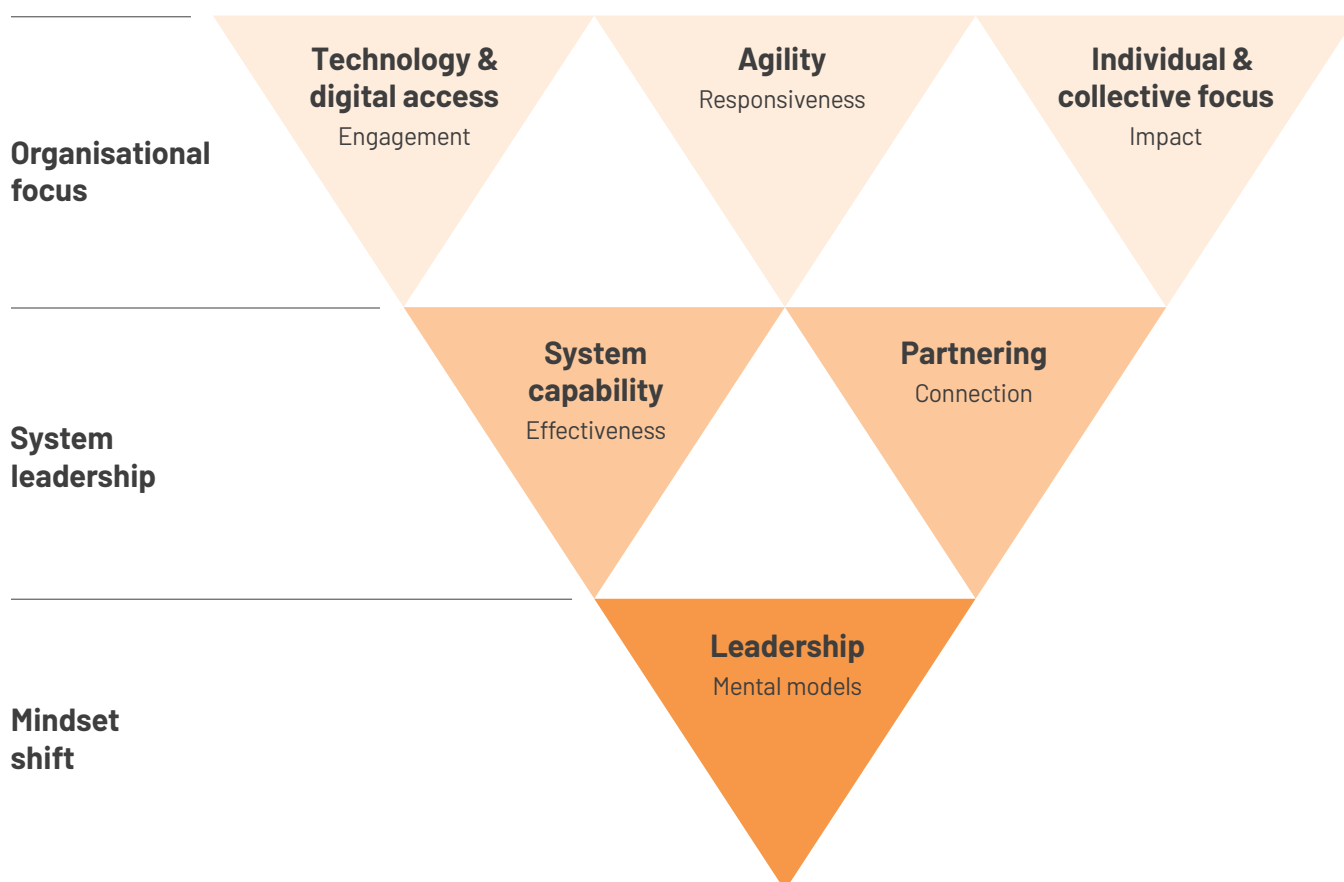 Technology &
digital access
Engagement
Agility
Responsiveness
Individual &
collective focus
Impact
Organisational
focus
System
capability
Effectiveness
Partnering
Connection
System
leadership
Leadership
Mental models
Mindset
shift